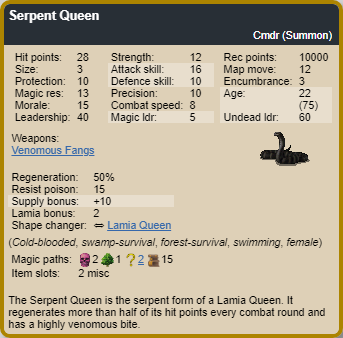 Serpent Queen
Cmdr (Summon)
Hit points: 28 Strength: 12 Rec points: 10000
Size: 3 Attack skill: 16 Map move: 12
Protection: 10 Defence skill: 10 Encumbrance: 3
Magic res: 13 Precision: 10 Age: 22
Morale: 15 Combat speed: 8 (75)
Leadership: 40 Magic ldr: 5 Undead ldr: 60
Weapons:
Venomous Fangs
Regeneration: 50%
Resist poison: 15
Supply bonus: +10
Lamia bonus: 2
Shape changer: ⇔ Lamia Queen
(Cold-blooded, swamp-survival, forest-survival, swimming, female)
Magic paths: 2 1 ? 2 15
Item slots: 2 misc
The Serpent Queen is the serpent form of a Lamia Queen. It
regenerates more than half of its hit points every combat round and
has a highly venomous bite.